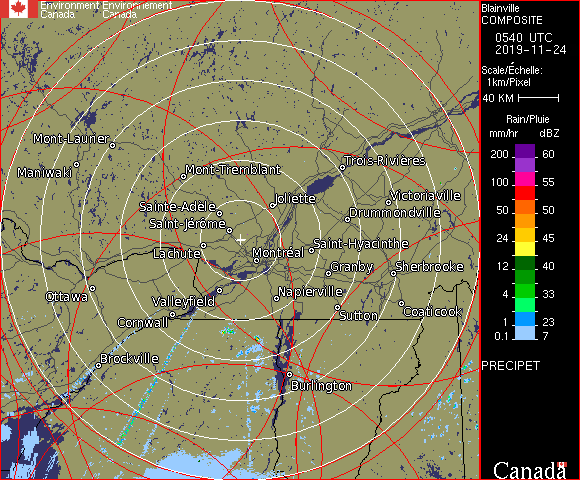 Environment Environnement
Canada Canada
Blainville
COMPOSITE
0540 UTC
2019-11-24
Scale/Échelle:
1km/Pixel
40 KM
Rain/Pluie
mm/hr dBZ
200 60
100 55
50 50
24 45
12 40
4 33
1 23
0.1 7
PRECIPET
Canada
Mont-Laurier
Maniwaki
Mont-Tremblant
Trois-Rivières
Joliette
Victoriaville
Sainte-Adèle
Drummondville
Saint-Jérôme
Lachute
Montréal
Saint-Hyacinthe
Granby
Sherbrooke
Ottawa
Valleyfield
Napierville
Cornwall
Sutton
Coaticook
Brockville
Burlington